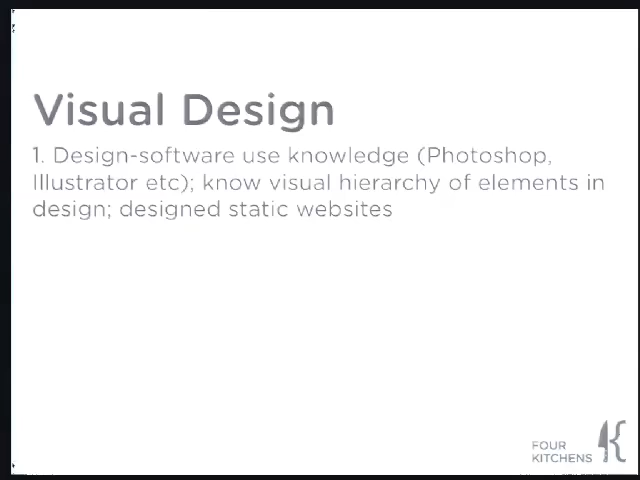 Visual Design
1. Design-software use knowledge (Photoshop,
Illustrator etc); know visual hierarchy of elements in
design; designed static websites
FOUR
KITCHENS